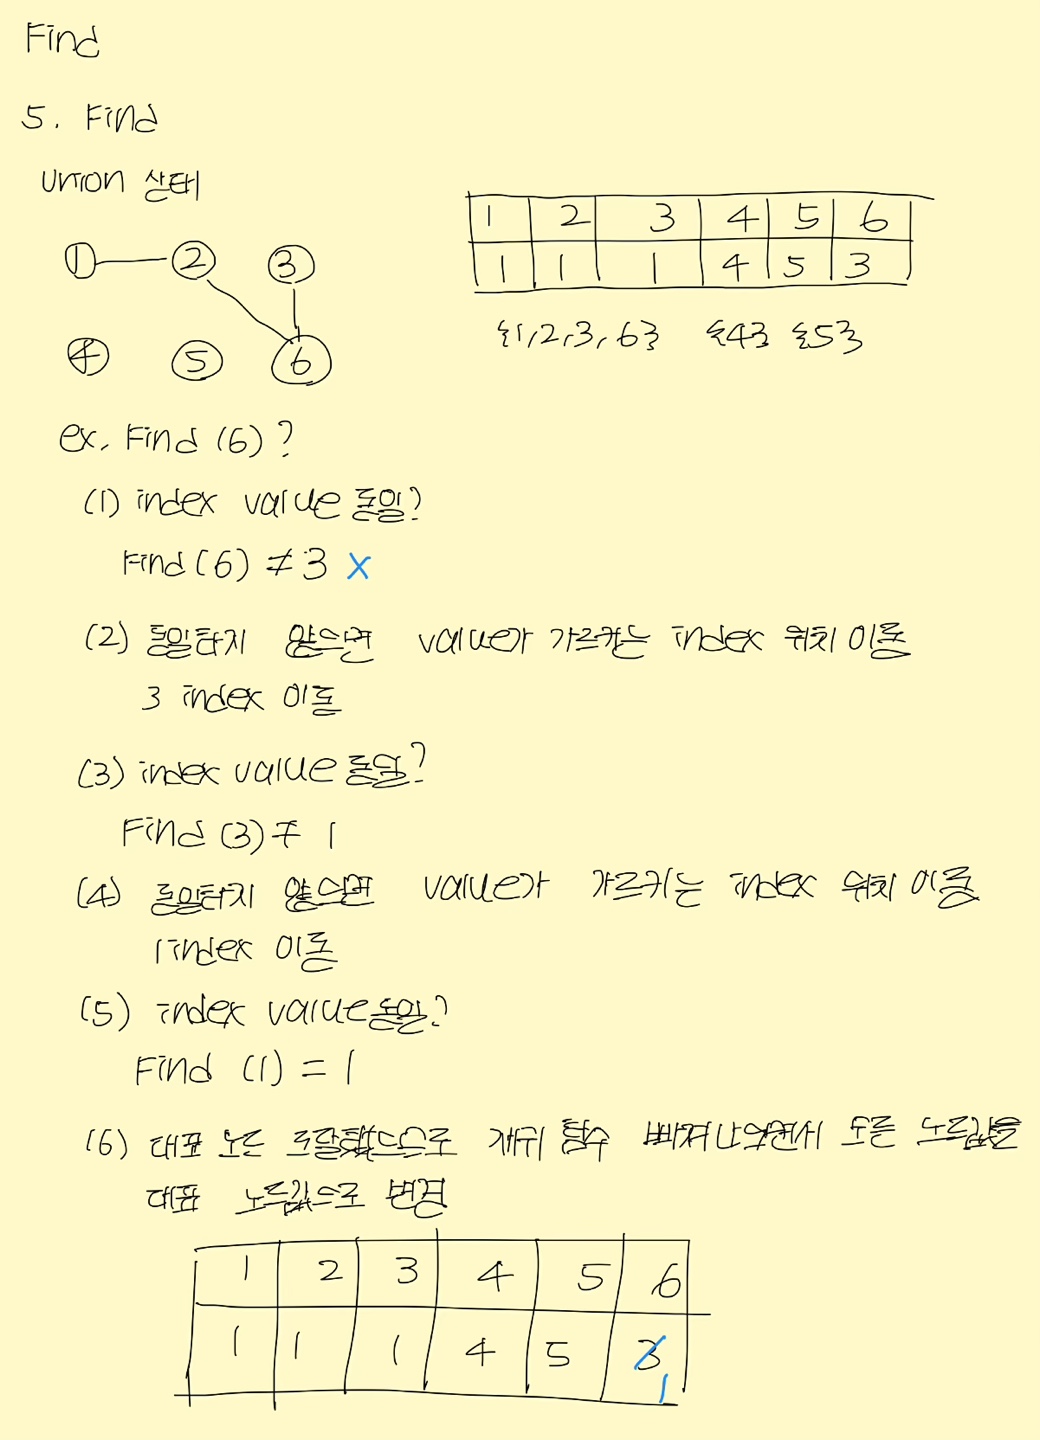 Find
5. Find
Union 상태
1 2 3 4 5 6
1 1 1 4 5 3
① ② ③
④ ⑤ ⑥
{1,2,3,6} {4} {5}
ex. Find (6)?
(1) index value 동일?
Find (6) ≠ 3 x
(2) 동일하지 않으면 value가 가르키는 index 위치 이동
3 index 이동
(3) index value 동일?
Find (3) ≠ 1
(4) 동일하지 않으면 value가 가르키는 index 위치 이동
1 index 이동
(5) index value 동일?
Find (1) = 1
(6) 대표 노드 도달했으므로 재귀 함수 빠져나오면서 모든 노드값을
대표 노드값으로 변경
1 2 3 4 5 6
1 1 1 4 5 3
1